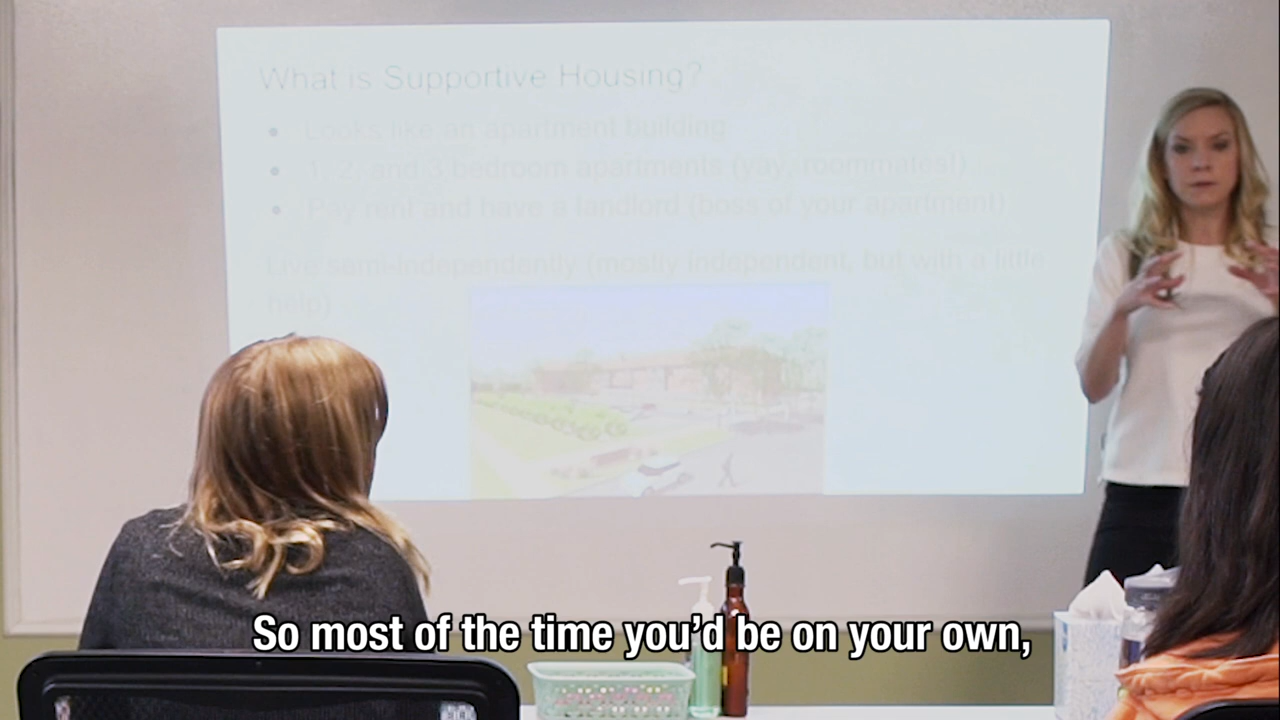 What is Supportive Housing?
• Looks like an apartment building
• 1, 2, and 3 bedroom apartments (yay, roommates!)
• Pay rent and have a landlord (boss of your apartment)
Live semi-independently (mostly independent, but with a little
help)
So most of the time you'd be on your own,